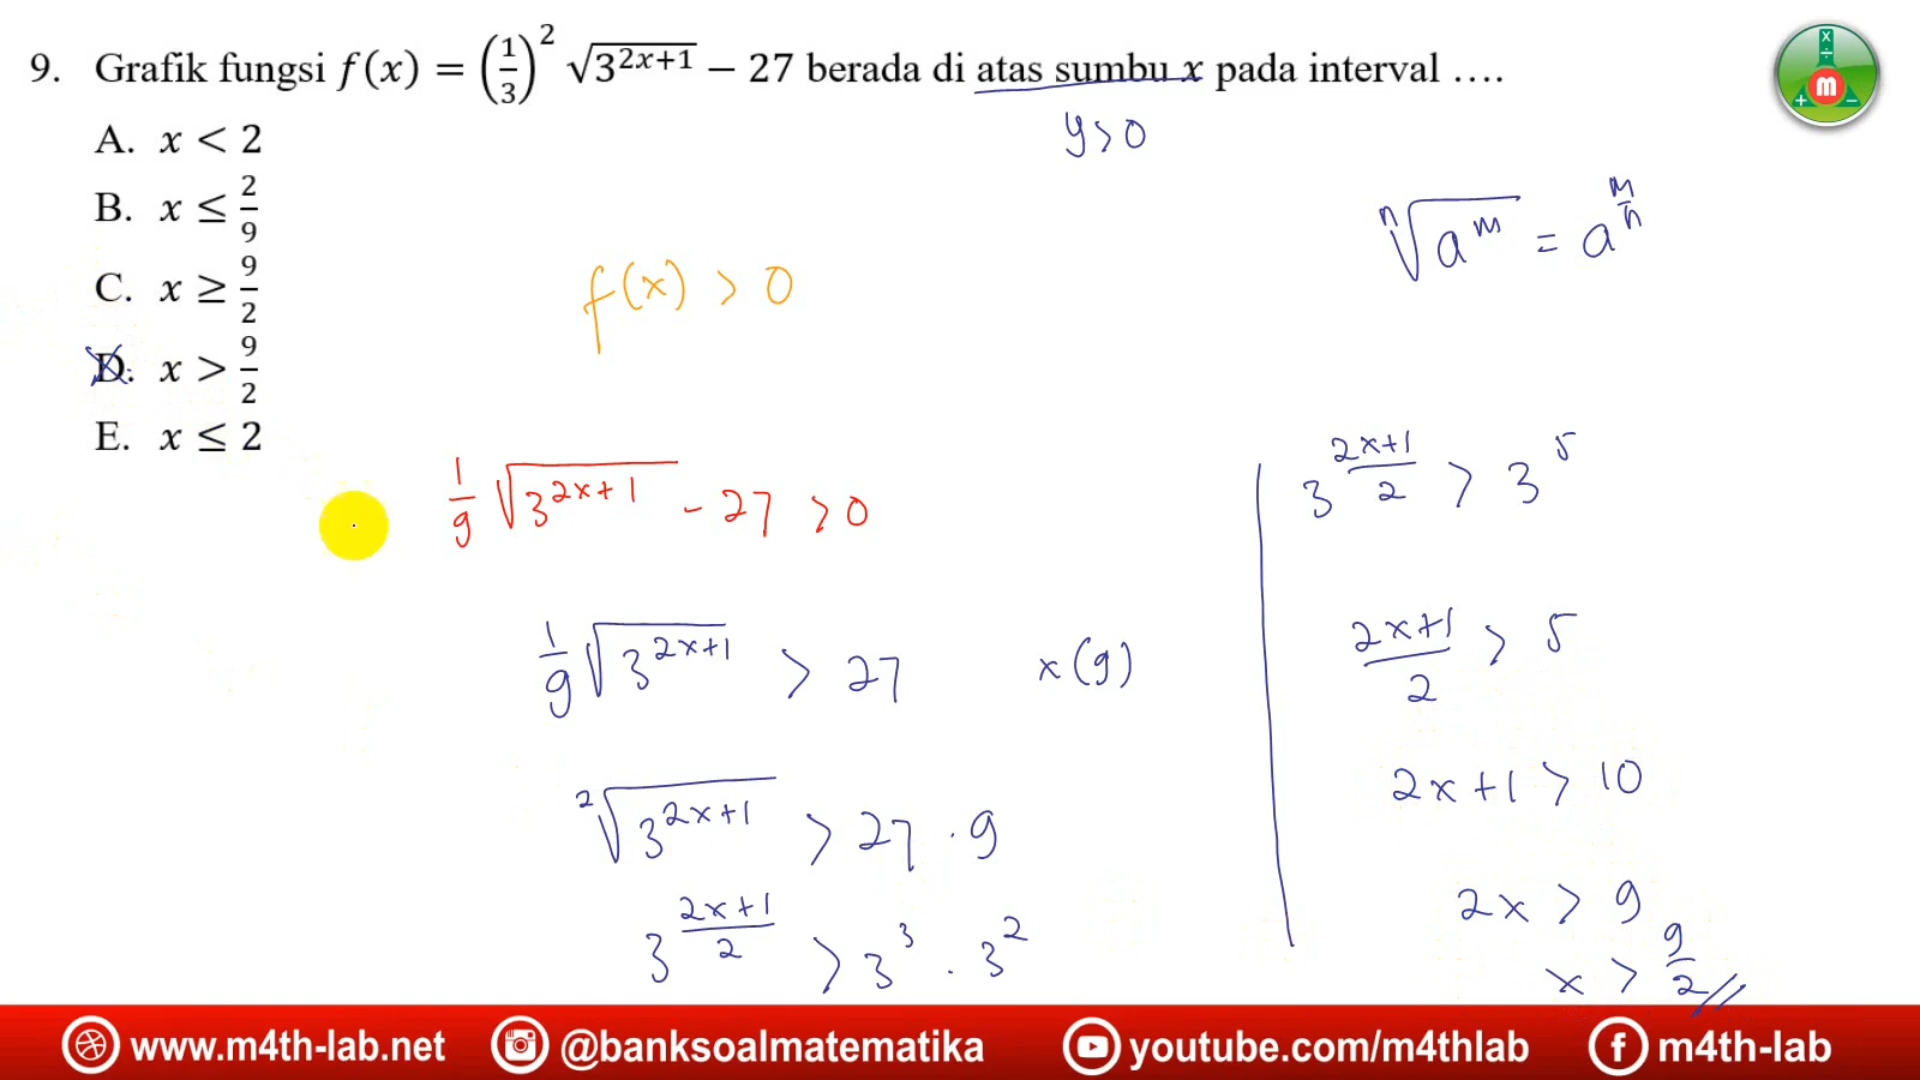 9. Grafik fungsi f(x) = (1/3)² √3^(2x+1) − 27 berada di atas sumbu x pada interval ….
y > 0
A. x < 2
B. x ≤ 2/9
C. x ≥ 9/2
D. x > 9/2
E. x ≤ 2
ⁿ√a^m = a^(m/n)
f(x) > 0
1/9 √3^(2x+1) - 27 > 0
1/9 √3^(2x+1) > 27 x(9)
²√3^(2x+1) > 27 . 9
3^((2x+1)/2) > 3³ . 3²
3^((2x+1)/2) > 3⁵
(2x+1)/2 > 5
2x+1 > 10
2x > 9
x > 9/2 //
x ÷ + m −
www.m4th-lab.net @banksoalmatematika youtube.com/m4thlab m4th-lab